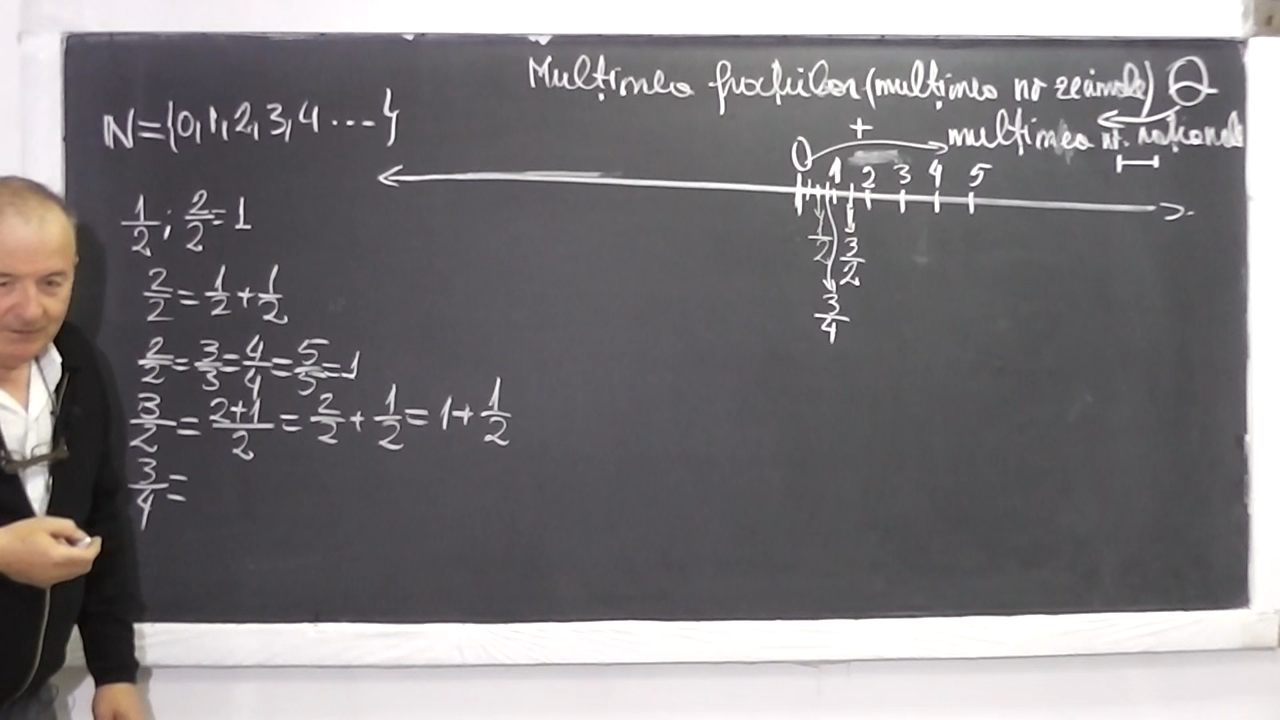 Mulțimea fracțiilor (mulțimea nr zecimale) Q
mulțimea nr. raționale
N={0,1,2,3,4 ----}
+
0 1 2 3 4 5
1/2 3/2
3/4
1/2 ; 2/2 = 1
2/2 = 1/2 + 1/2
2/2 = 3/3 = 4/4 = 5/5 = 1
3/2 = 2+1/2 = 2/2 + 1/2 = 1 + 1/2
3/4 =